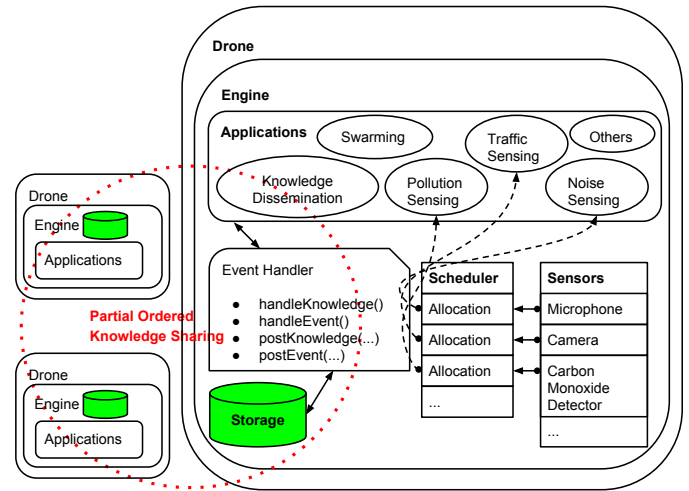 Drone
Engine
Applications
Swarming
Traffic
Sensing
Others
Knowledge
Dissemination
Pollution
Sensing
Noise
Sensing
Drone
Engine
Applications
Event Handler
● handleKnowledge()
● handleEvent()
● postKnowledge(...)
● postEvent(...)
Scheduler
Allocation
Allocation
Allocation
...
Sensors
Microphone
Camera
Carbon
Monoxide
Detector
...
Partial Ordered
Knowledge Sharing
Drone
Engine
Applications
Storage